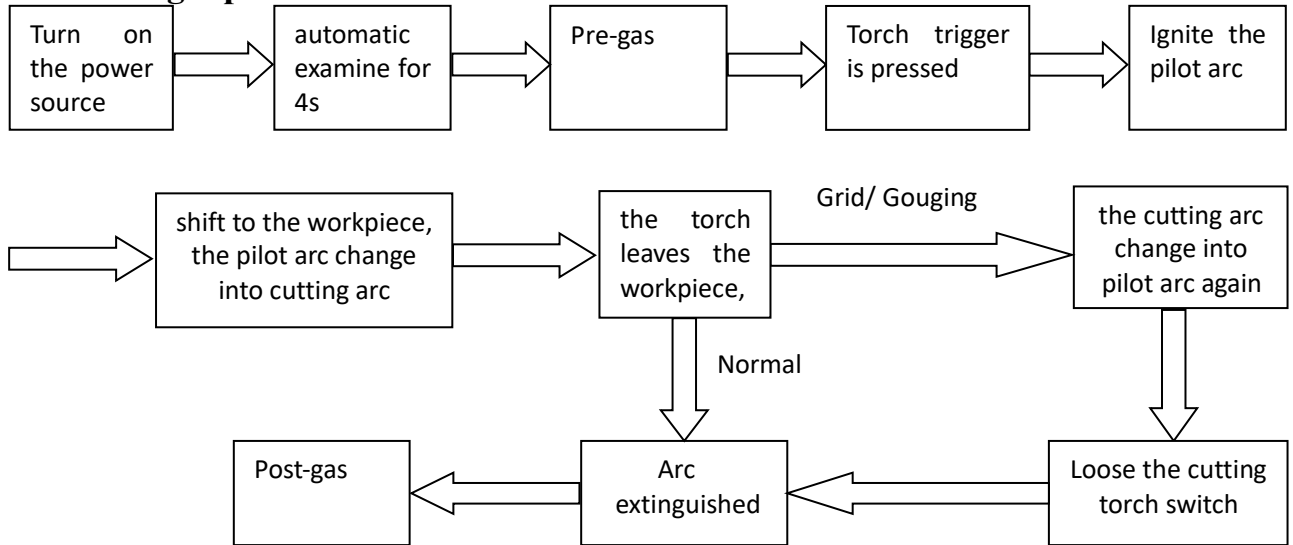 Turn on
the power
source
automatic
examine for
4s
Pre-gas
Torch trigger
is pressed
Ignite the
pilot arc
shift to the workpiece,
the pilot arc change
into cutting arc
the torch
leaves the
workpiece,
Grid/ Gouging
the cutting arc
change into
pilot arc again
Normal
Post-gas
Arc
extinguished
Loose the cutting
torch switch